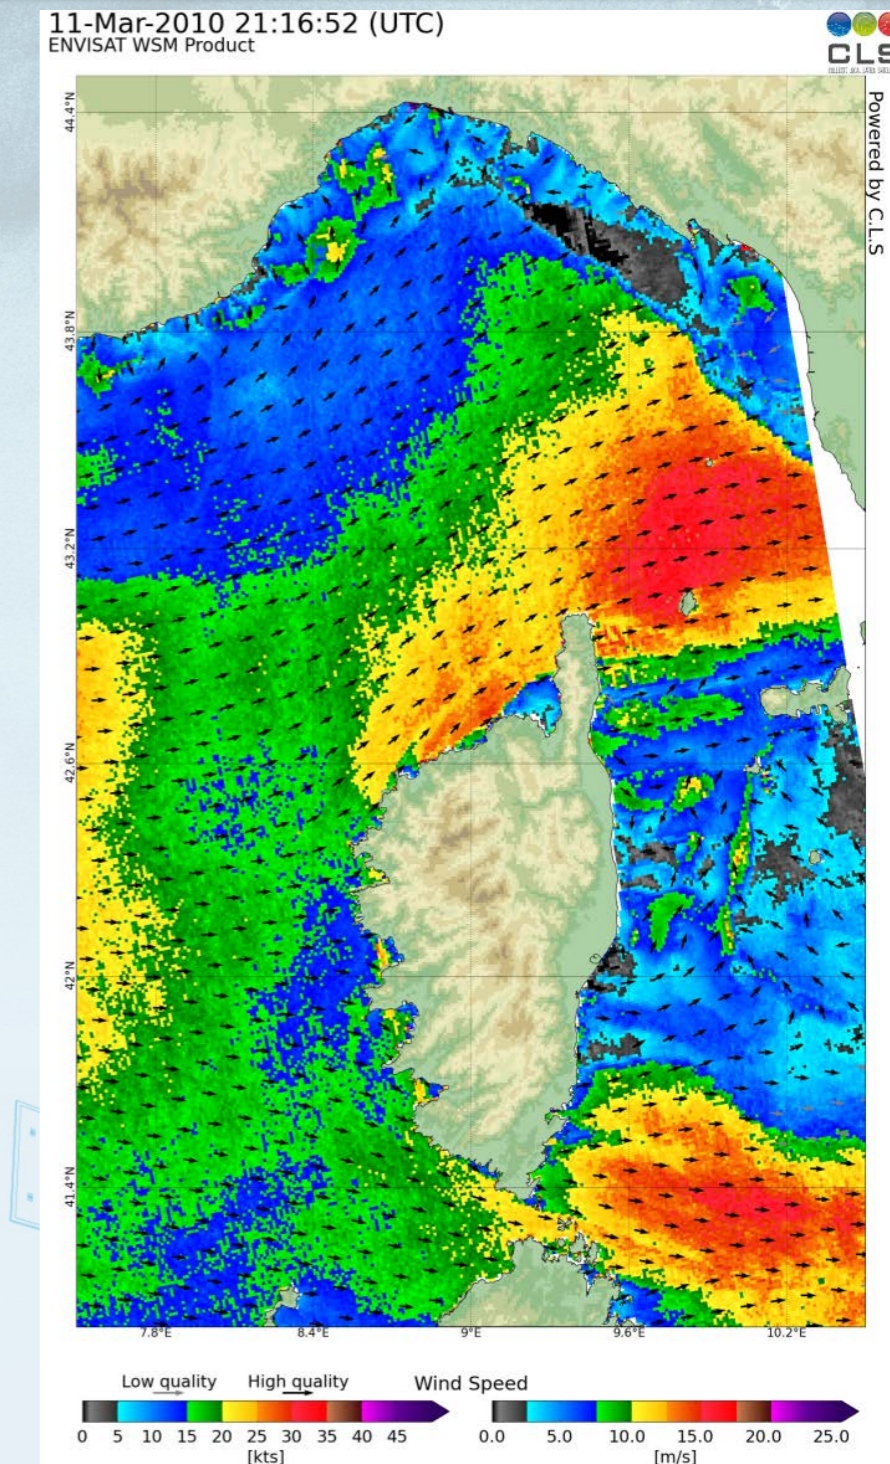 11-Mar-2010 21:16:52 (UTC)
ENVISAT WSM Product
CLS
Powered by C.L.S
44.4°N
43.8°N
43.2°N
42.6°N
42°N
41.4°N
7.8°E 8.4°E 9°E 9.6°E 10.2°E
Low quality High quality Wind Speed
0 5 10 15 20 25 30 35 40 45
[kts]
0.0 5.0 10.0 15.0 20.0 25.0
[m/s]